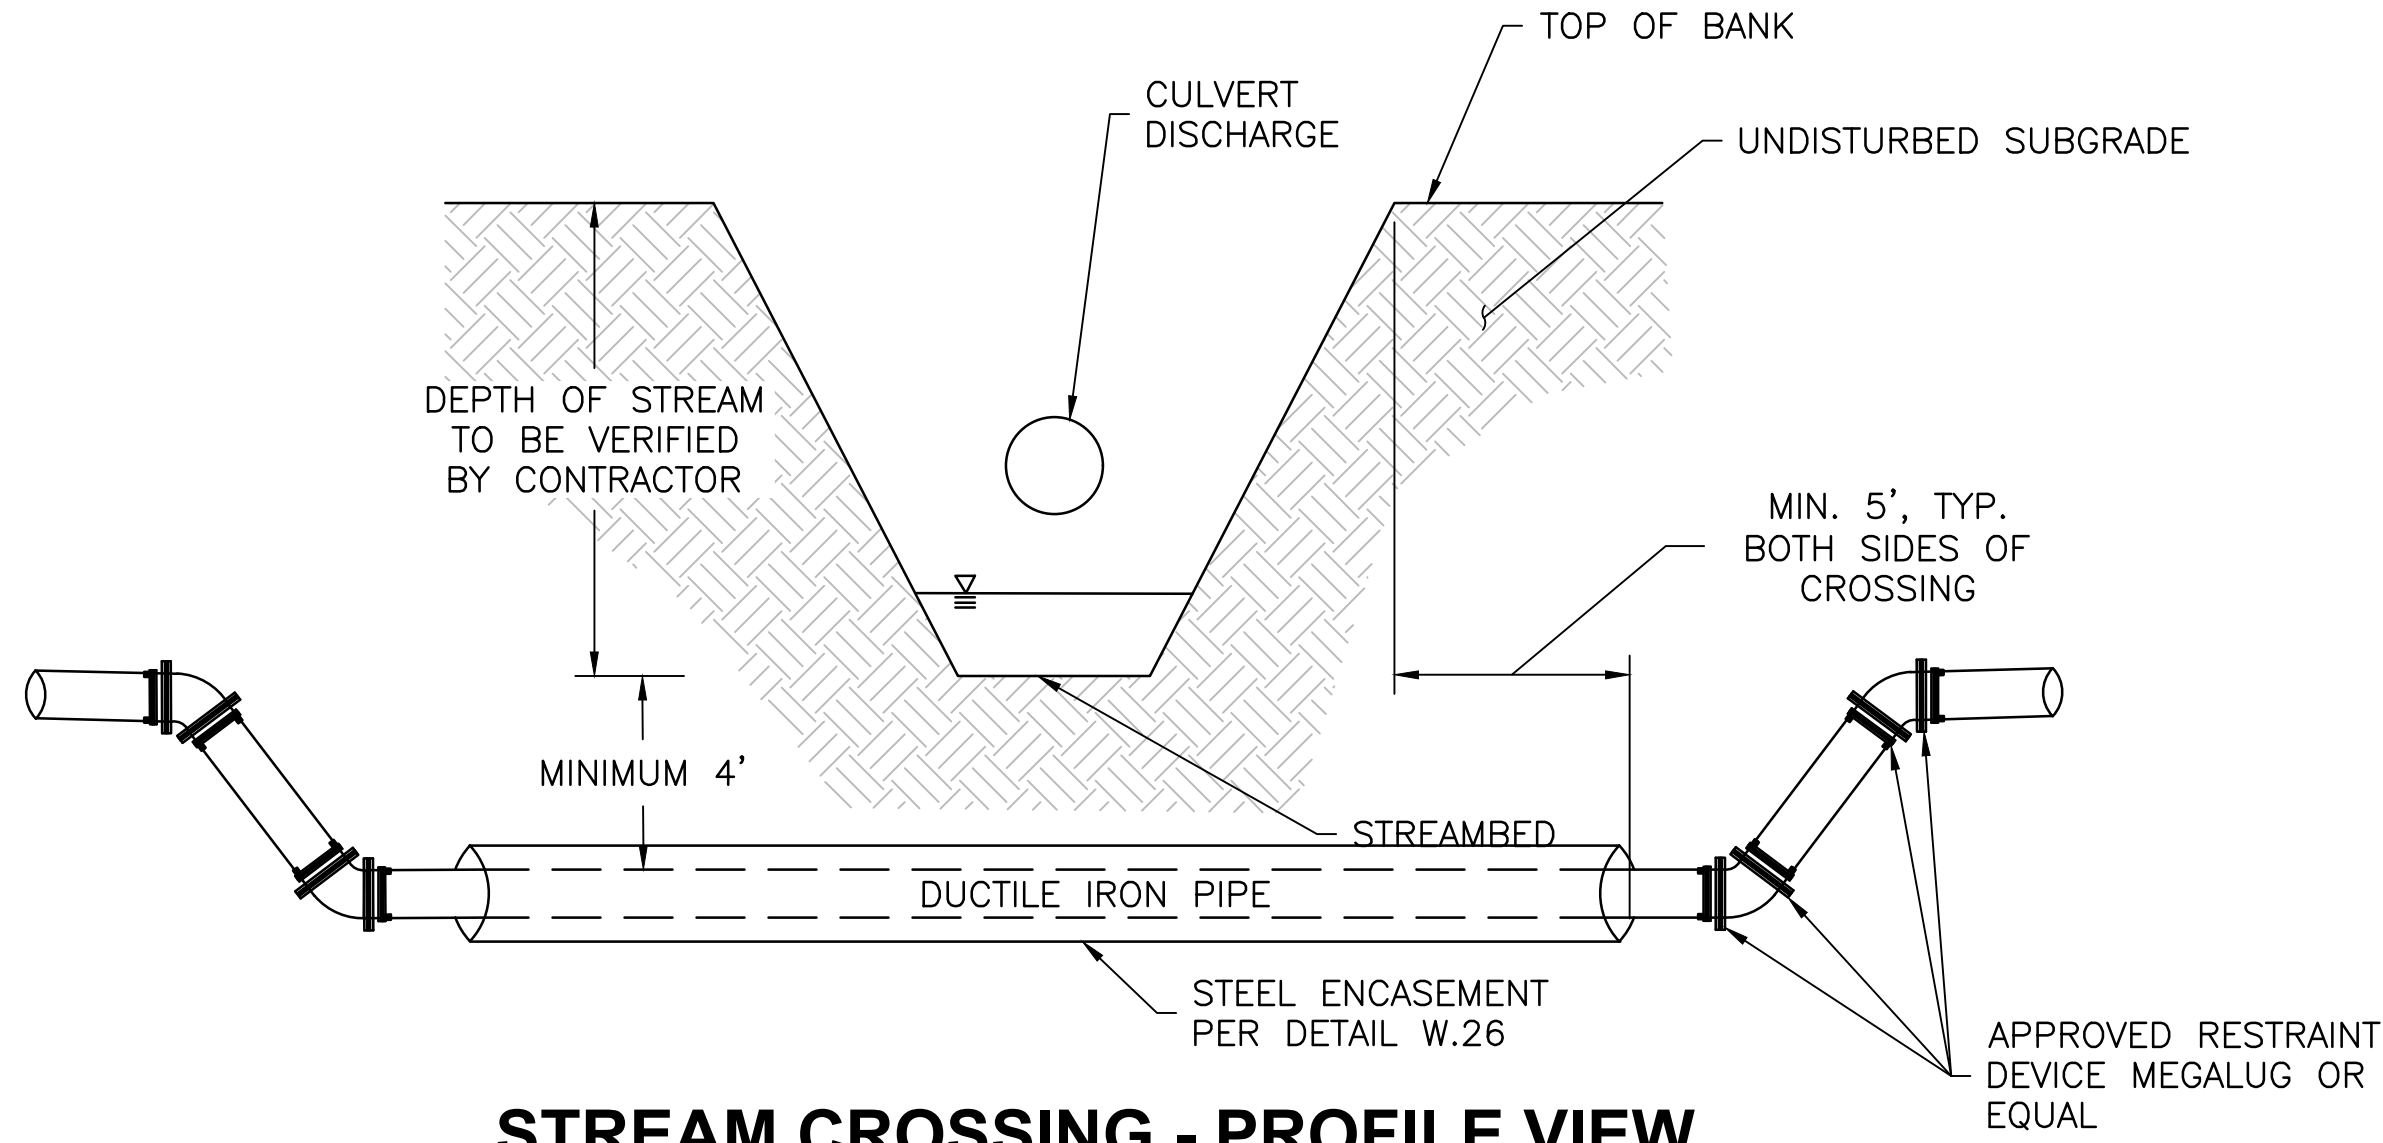 TOP OF BANK
CULVERT
DISCHARGE
UNDISTURBED SUBGRADE
DEPTH OF STREAM
TO BE VERIFIED
BY CONTRACTOR
MIN. 5', TYP.
BOTH SIDES OF
CROSSING
MINIMUM 4'
STREAMBED
DUCTILE IRON PIPE
STEEL ENCASEMENT
PER DETAIL W.26
APPROVED RESTRAINT
DEVICE MEGALUG OR
EQUAL
STREAM CROSSING - PROFILE VIEW